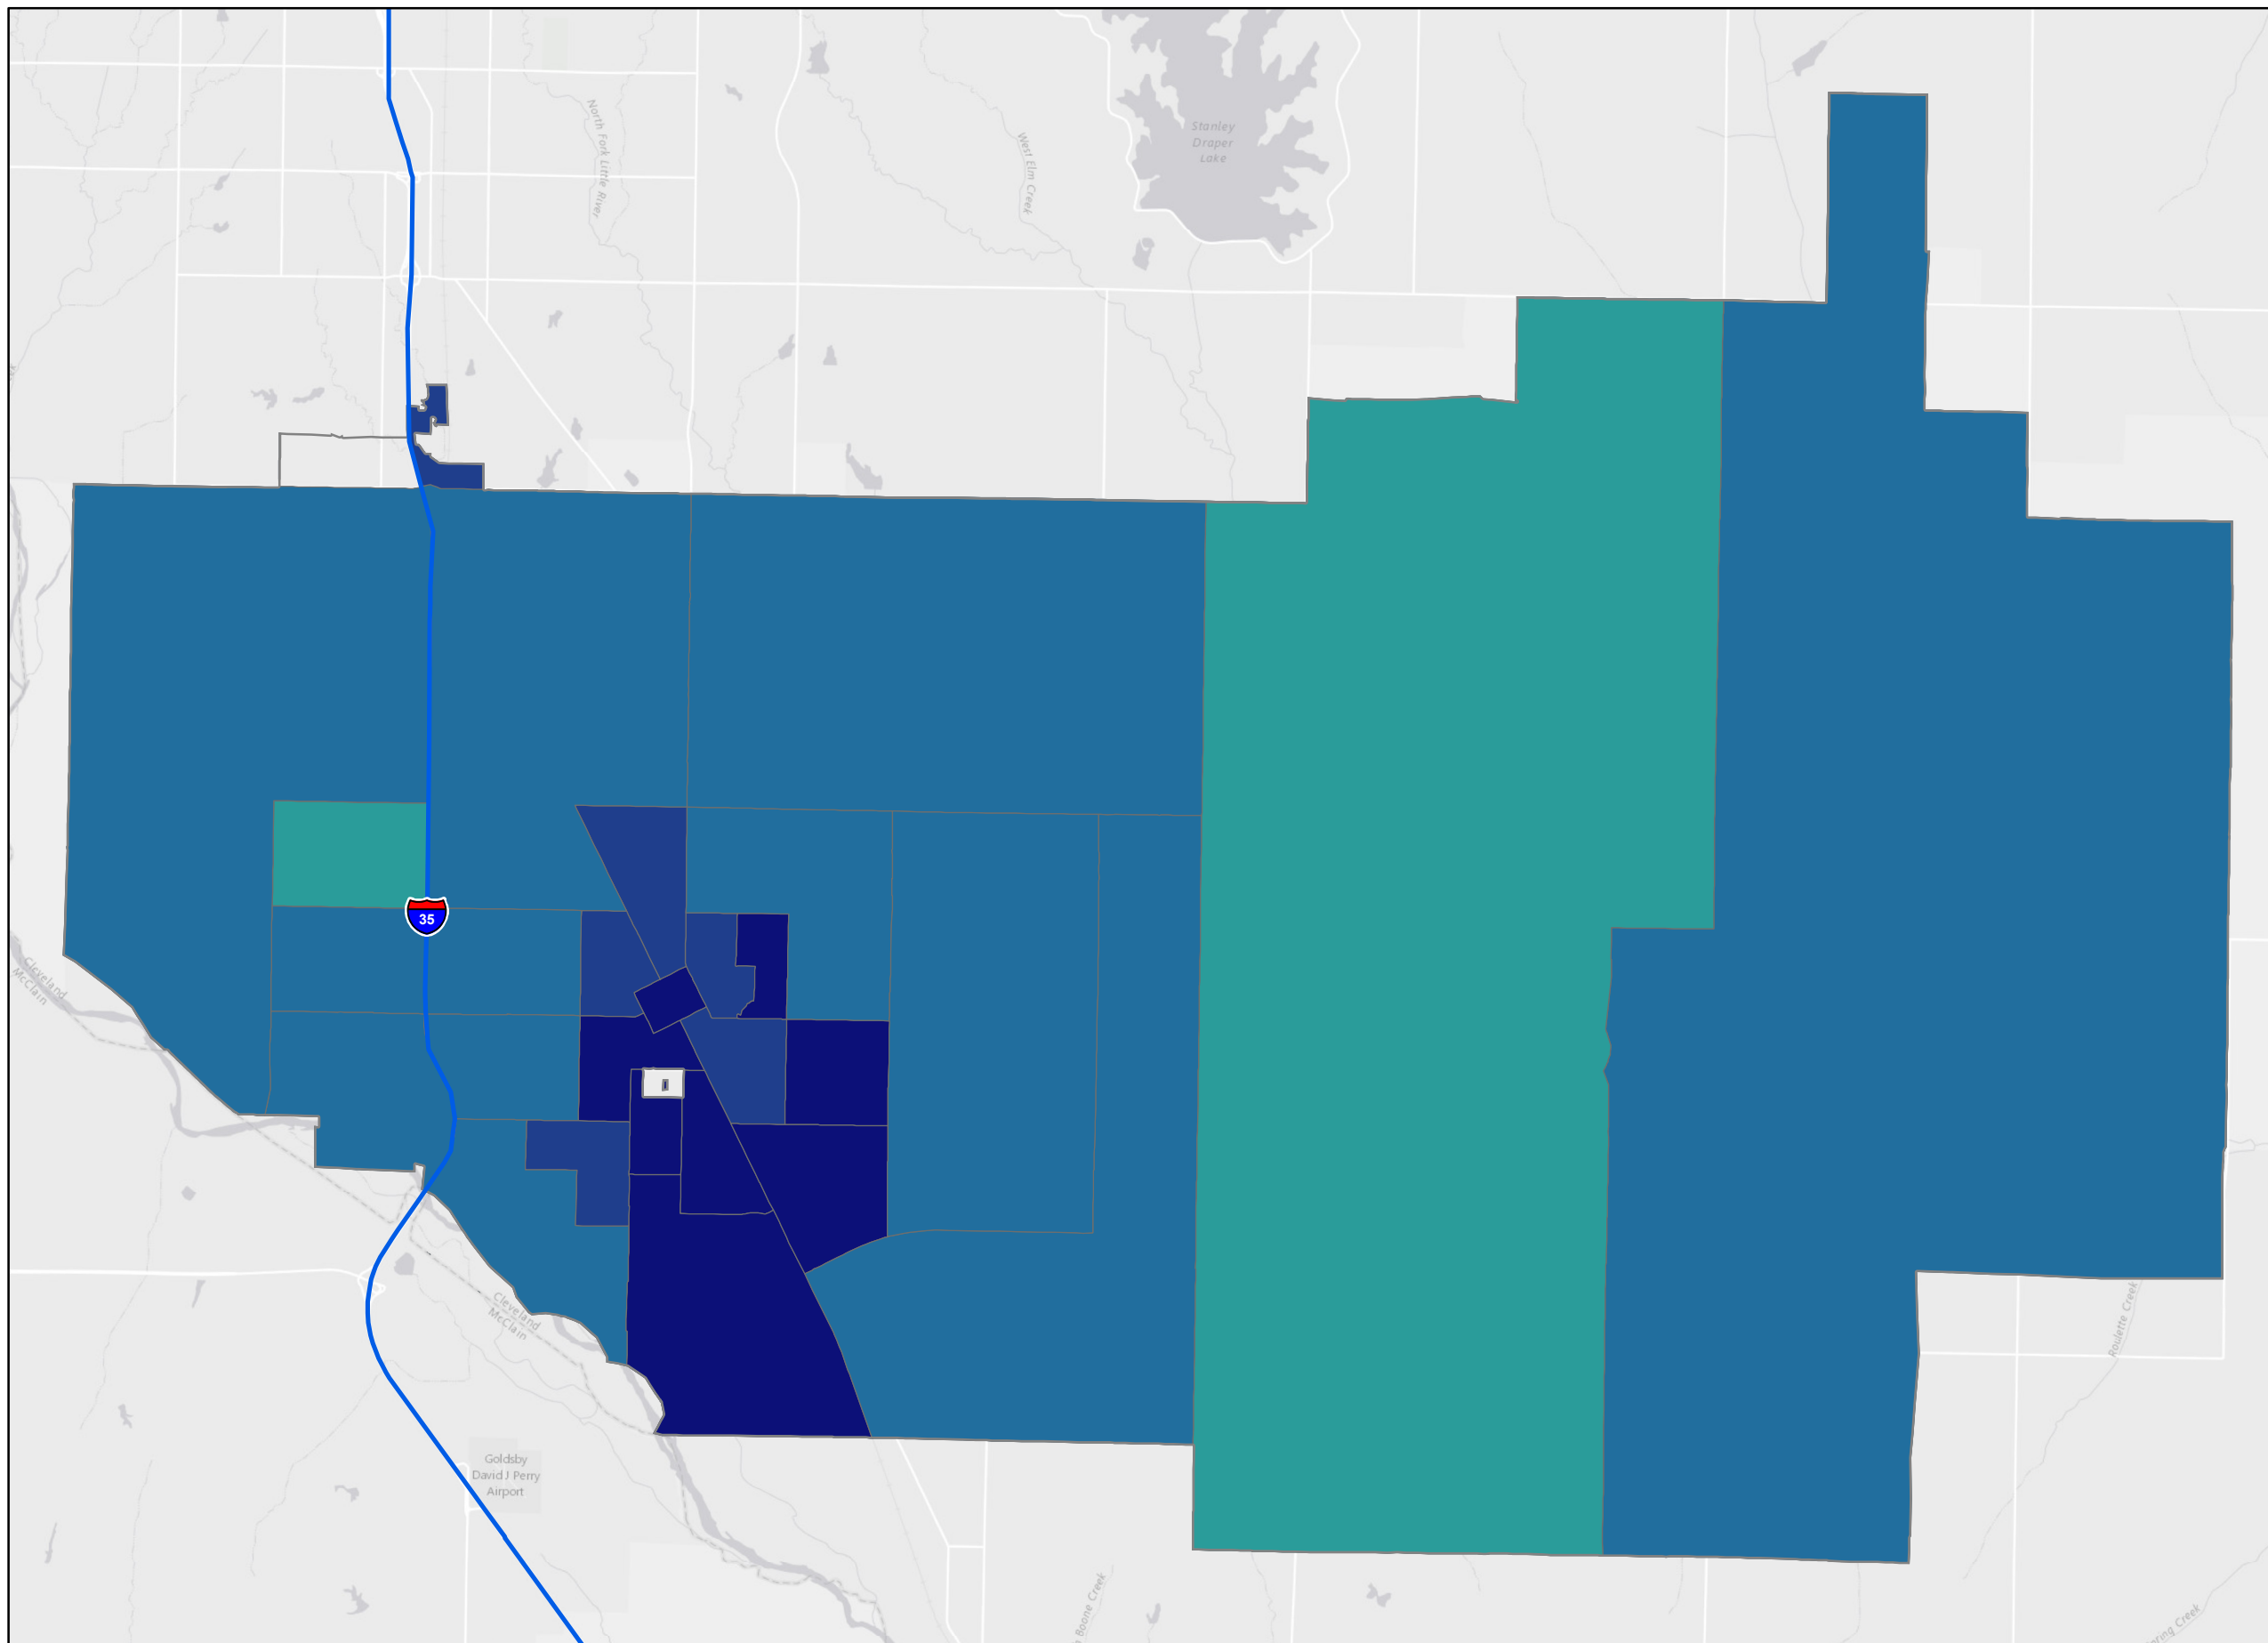 North Fork Little River
West Elm Creek
Stanley
Draper
Lake
35
Cleveland
McClain
Cleveland
McClain
Roulette Creek
Goldsby
David J Perry
Airport
Boone Creek
Creek